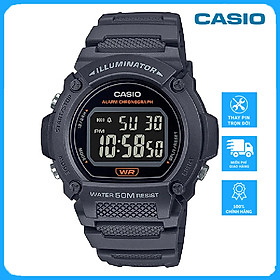 CASIO
ILLUMINATOR
CASIO
ALARM CHRONOGRAPH
SU 30
PM 10:58 50
WR
WATER 50M RESIST
THAY PIN
TRỌN ĐỜI
MIỄN PHÍ
GIAO HÀNG
100%
CHÍNH HÃNG